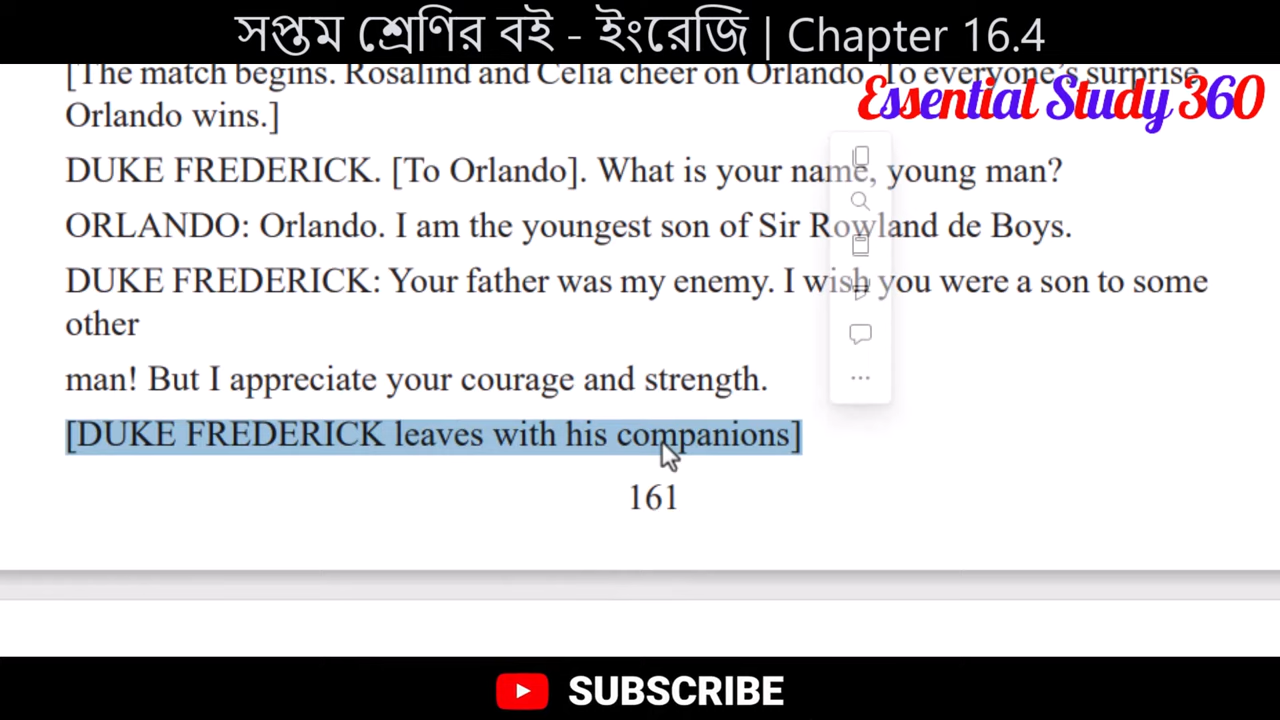 সপ্তম শ্রেণির বই - ইংরেজি | Chapter 16.4
[The match begins. Rosalind and Celia cheer on Orlando. To everyone's surprise
Essential Study 360
Orlando wins.]
DUKE FREDERICK. [To Orlando]. What is your name, young man?
ORLANDO: Orlando. I am the youngest son of Sir Rowland de Boys.
DUKE FREDERICK: Your father was my enemy. I wish you were a son to some
other
man! But I appreciate your courage and strength.
[DUKE FREDERICK leaves with his companions]
161
SUBSCRIBE